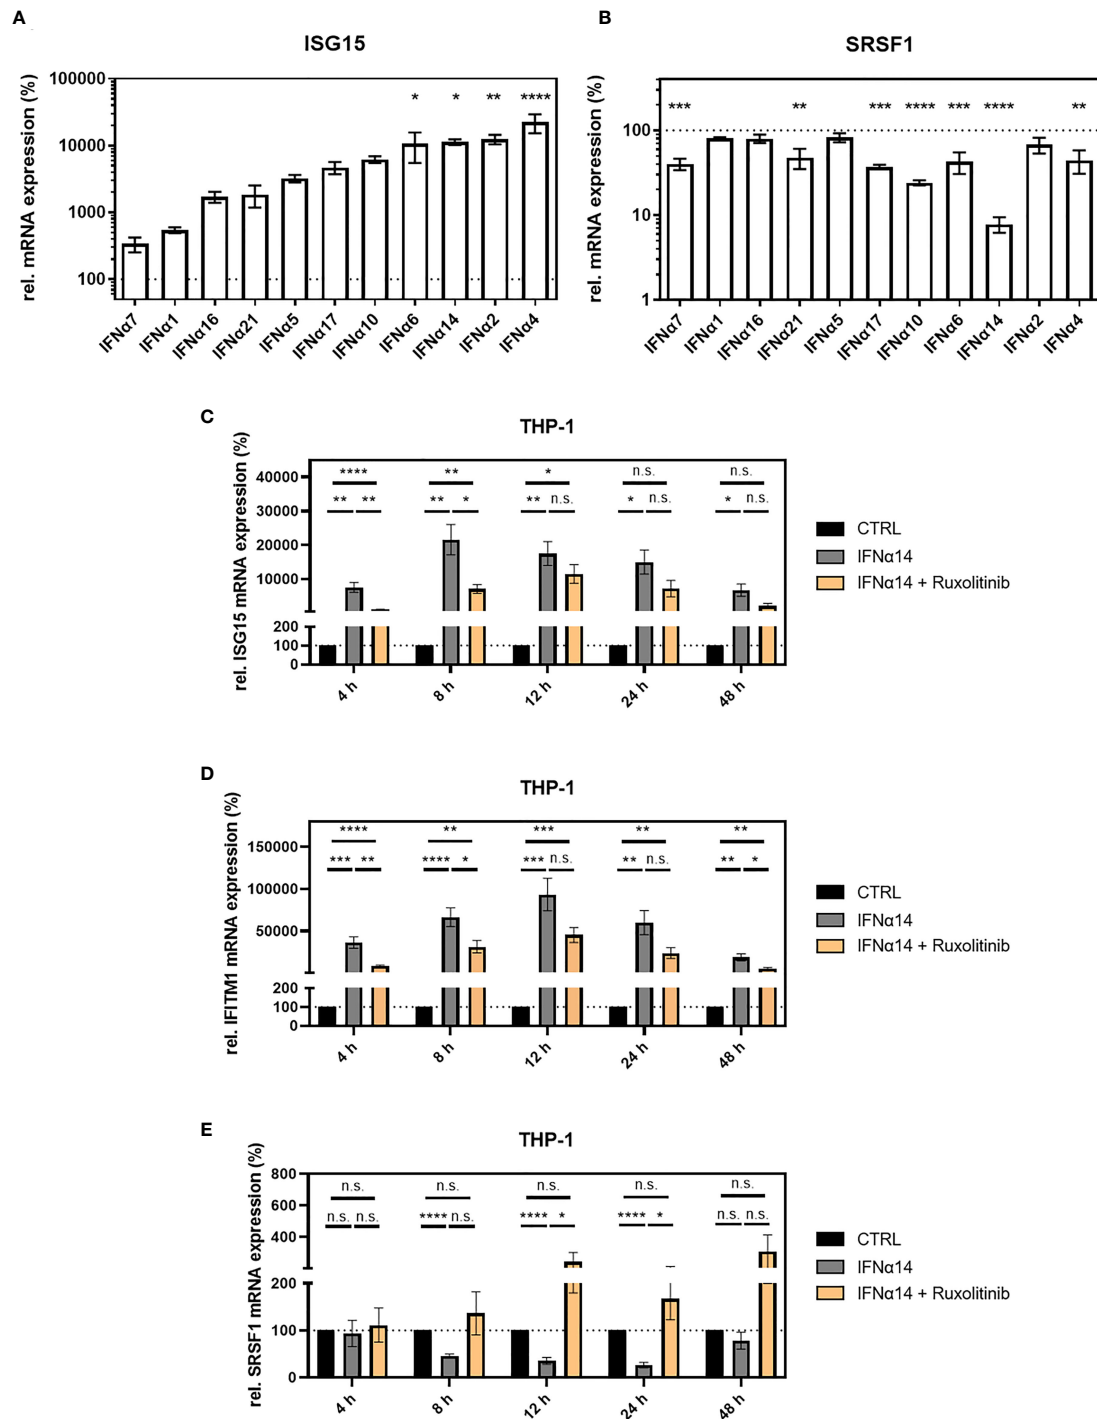 A
ISG15
rel. mRNA expression (%)
100000
10000
1000
100
* * ** ****
IFNα7 IFNα1 IFNα16 IFNα21 IFNα5 IFNα17 IFNα10 IFNα6 IFNα14 IFNα2 IFNα4
B
SRSF1
rel. mRNA expression (%)
100
10
1
*** ** *** **** *** **** **
IFNα7 IFNα1 IFNα16 IFNα21 IFNα5 IFNα17 IFNα10 IFNα6 IFNα14 IFNα2 IFNα4
C
THP-1
rel. ISG15 mRNA expression (%)
40000
30000
20000
10000
200
100
0
**** ** * n.s. n.s.
** ** ** * ** n.s. * n.s. * n.s.
4 h 8 h 12 h 24 h 48 h
CTRL
IFNα14
IFNα14 + Ruxolitinib
D
THP-1
rel. IFITM1 mRNA expression (%)
150000
100000
50000
200
100
0
**** ** *** ** **
*** ** **** * *** n.s. ** n.s. ** *
4 h 8 h 12 h 24 h 48 h
CTRL
IFNα14
IFNα14 + Ruxolitinib
E
THP-1
rel. SRSF1 mRNA expression (%)
800
600
400
200
100
0
n.s. n.s. n.s. n.s. n.s.
n.s. n.s. **** n.s. **** * **** * n.s. n.s.
4 h 8 h 12 h 24 h 48 h
CTRL
IFNα14
IFNα14 + Ruxolitinib